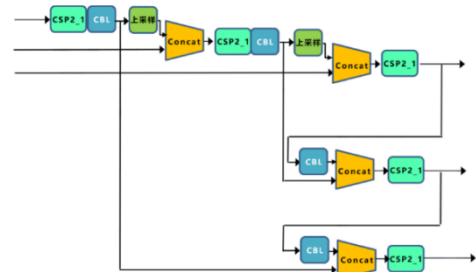 CSP2_1 CBL 上采样
Concat CSP2_1 CBL 上采样
Concat CSP2_1
CBL Concat CSP2_1
CBL Concat CSP2_1